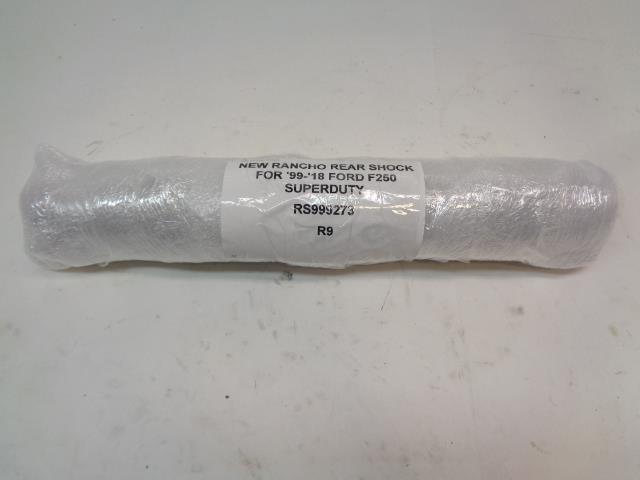 NEW RANCHO REAR SHOCK
FOR '99-'18 FORD F250
SUPERDUTY
RS999273
R9